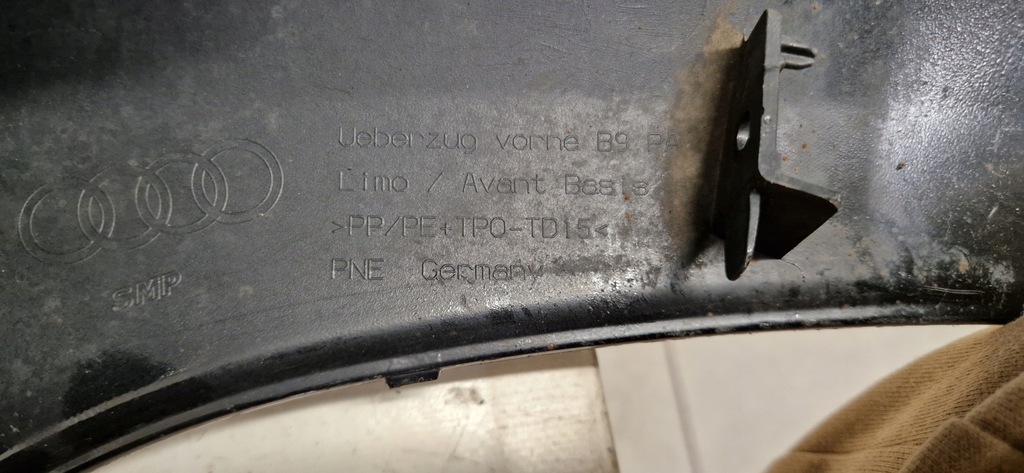 Ueberzug vorne B9 PA
Limo / Avant Basis
>PP/PE+TPO-TD15<
PNE Germany
SMP